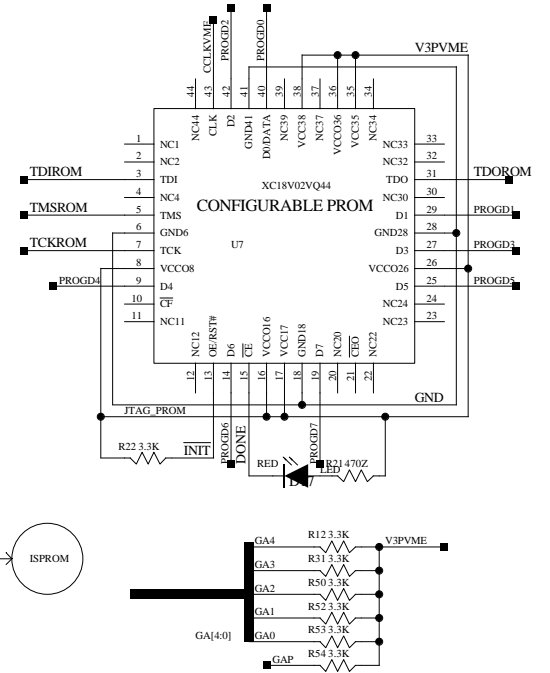 CCLKVME
PROGD2
PROGD0
V3PVME
44
43
42
41
40
39
38
37
36
35
34
NC44
CLK
D2
GND41
D0/DATA
NC39
VCC38
NC37
VCCO36
VCC35
NC34
1 NC1
NC33 33
2 NC2
NC32 32
TDIROM 3 TDI
XC18V02VQ44
TDO 31 TDOROM
4 NC4
CONFIGURABLE PROM
NC30 30
TMSROM 5 TMS
D1 29 PROGD1
6 GND6
GND28 28
TCKROM 7 TCK
U7
D3 27 PROGD3
8 VCCO8
VCCO26 26
PROGD4 9 D4
D5 25 PROGD5
10 CF
NC24 24
11 NC11
NC23 23
NC12
OE/RST#
D6
CE
VCCO16
VCC17
GND18
D7
NC20
CEO
NC22
12
13
14
15
16
17
18
19
20
21
22
GND
JTAG_PROM
R22 3.3K
INIT
PROGD6
DONE
PROGD7
RED
LED
R21 470Z
ISPROM
GA4 R12 3.3K V3PVME
GA3 R31 3.3K
GA2 R50 3.3K
GA1 R52 3.3K
GA[4:0] GA0 R53 3.3K
GAP R54 3.3K